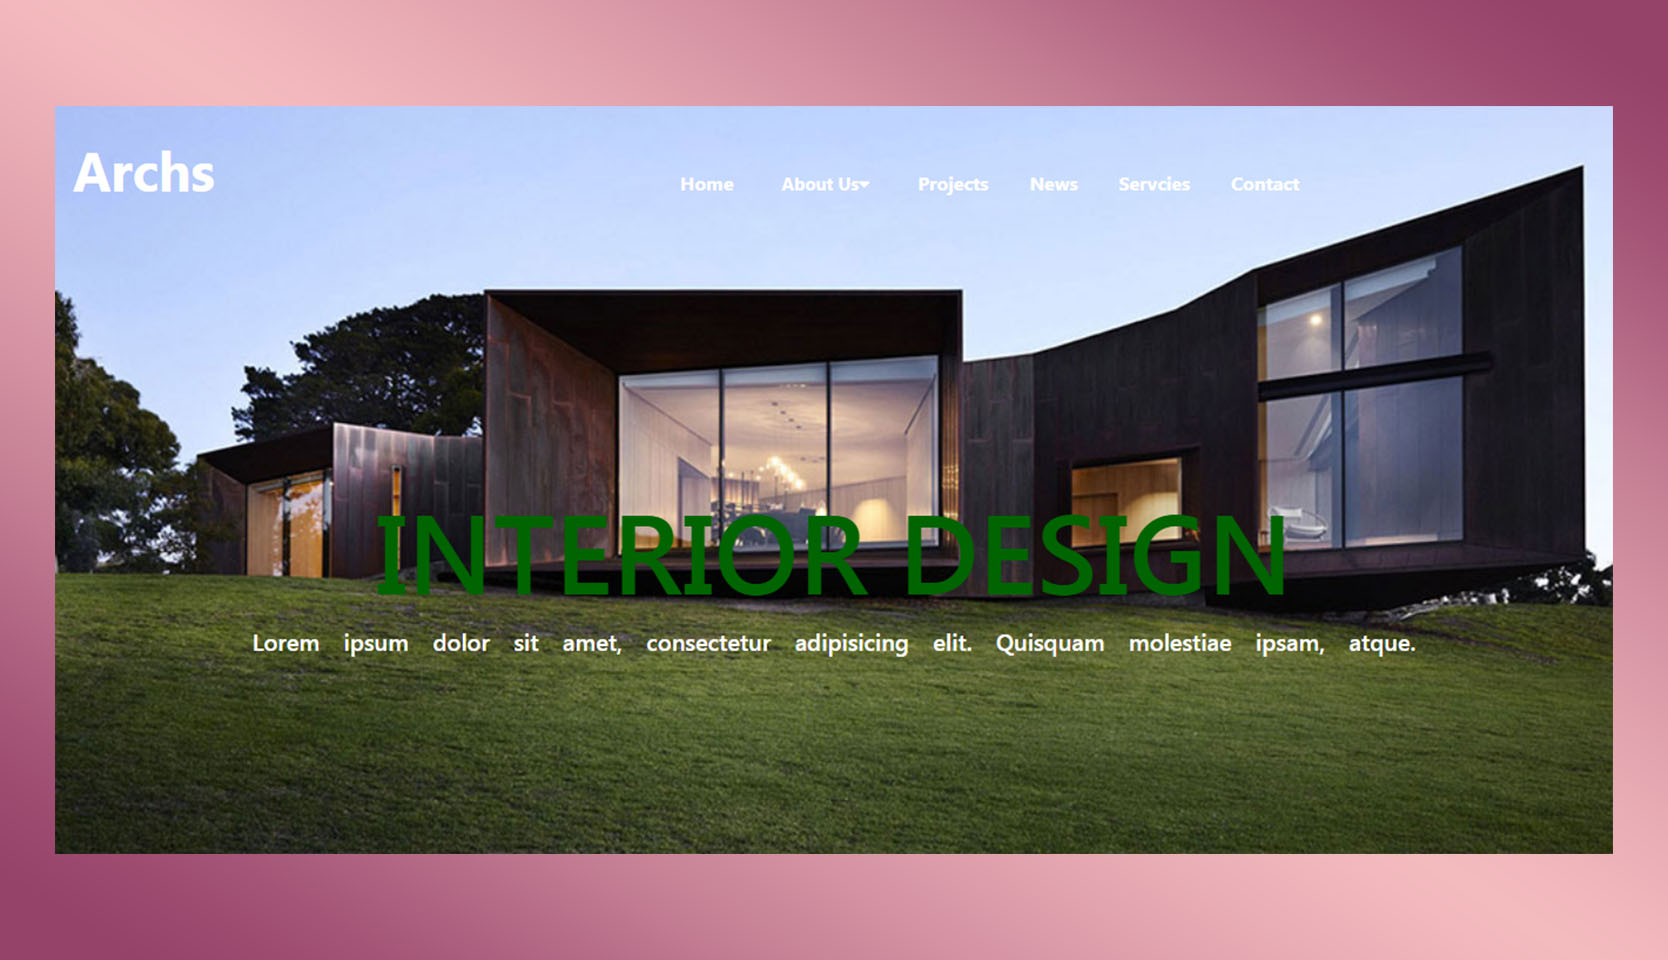 Archs
Home About Us Projects News Servcies Contact
INTERIOR DESIGN
Lorem ipsum dolor sit amet, consectetur adipisicing elit. Quisquam molestiae ipsam, atque.